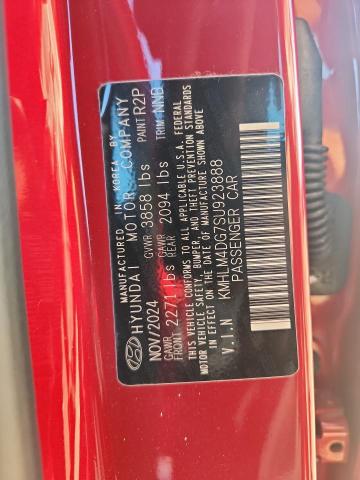 MANUFACTURED IN KOREA BY
HYUNDAI MOTOR COMPANY
NOV/2024 GVWR 3858 lbs PAINT R2P
GAWR FRONT 2271 lbs GAWR REAR 2094 lbs TRIM NNB
THIS VEHICLE CONFORMS TO ALL APPLICABLE U.S.A. FEDERAL
MOTOR VEHICLE SAFETY, BUMPER, AND THEFT PREVENTION STANDARDS
IN EFFECT ON THE DATE OF MANUFACTURE SHOWN ABOVE.
V.I.N KMHLM4DG7SU923888
PASSENGER CAR